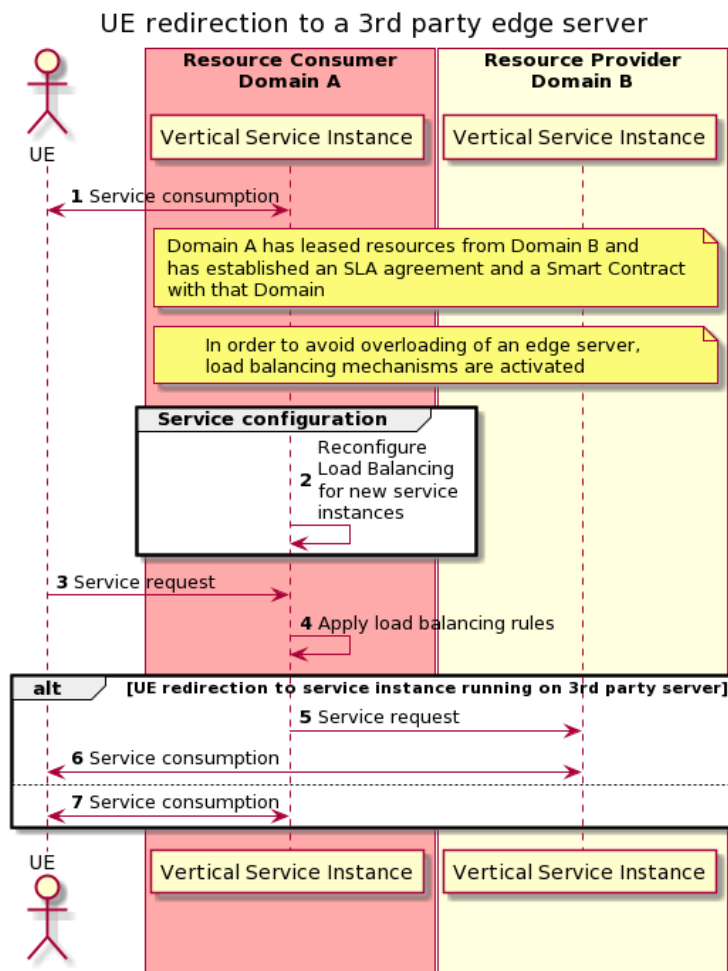 UE redirection to a 3rd party edge server
Resource Consumer
Domain A
Resource Provider
Domain B
Vertical Service Instance
Vertical Service Instance
UE
1 Service consumption
Domain A has leased resources from Domain B and
has established an SLA agreement and a Smart Contract
with that Domain
In order to avoid overloading of an edge server,
load balancing mechanisms are activated
Service configuration
Reconfigure
Load Balancing
2
for new service
instances
3 Service request
4 Apply load balancing rules
alt
[UE redirection to service instance running on 3rd party server]
5 Service request
6 Service consumption
7 Service consumption
UE
Vertical Service Instance
Vertical Service Instance